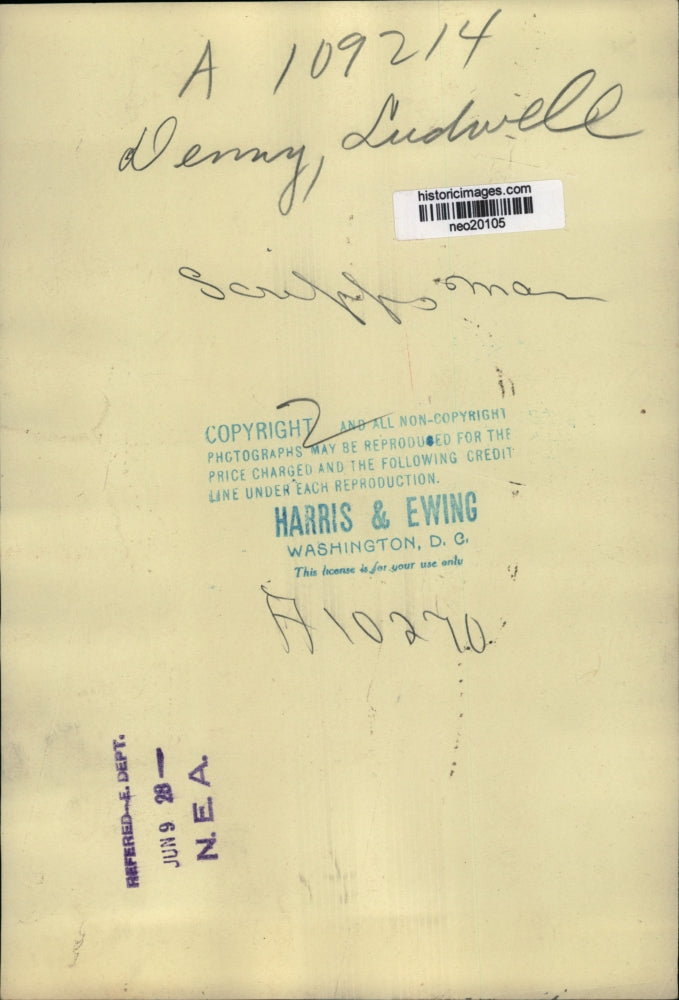 A 109214
Denny, Ludwell
historicimages.com
neo20105
Scripps man
2
COPYRIGHT AND ALL NON-COPYRIGHT
PHOTOGRAPHS MAY BE REPRODUCED FOR THE
PRICE CHARGED AND THE FOLLOWING CREDIT
LINE UNDER EACH REPRODUCTION.
HARRIS & EWING
WASHINGTON, D. C.
This license is for your use only
A10270
REFERED-E. DEPT.
JUN 9 28
N. E. A.